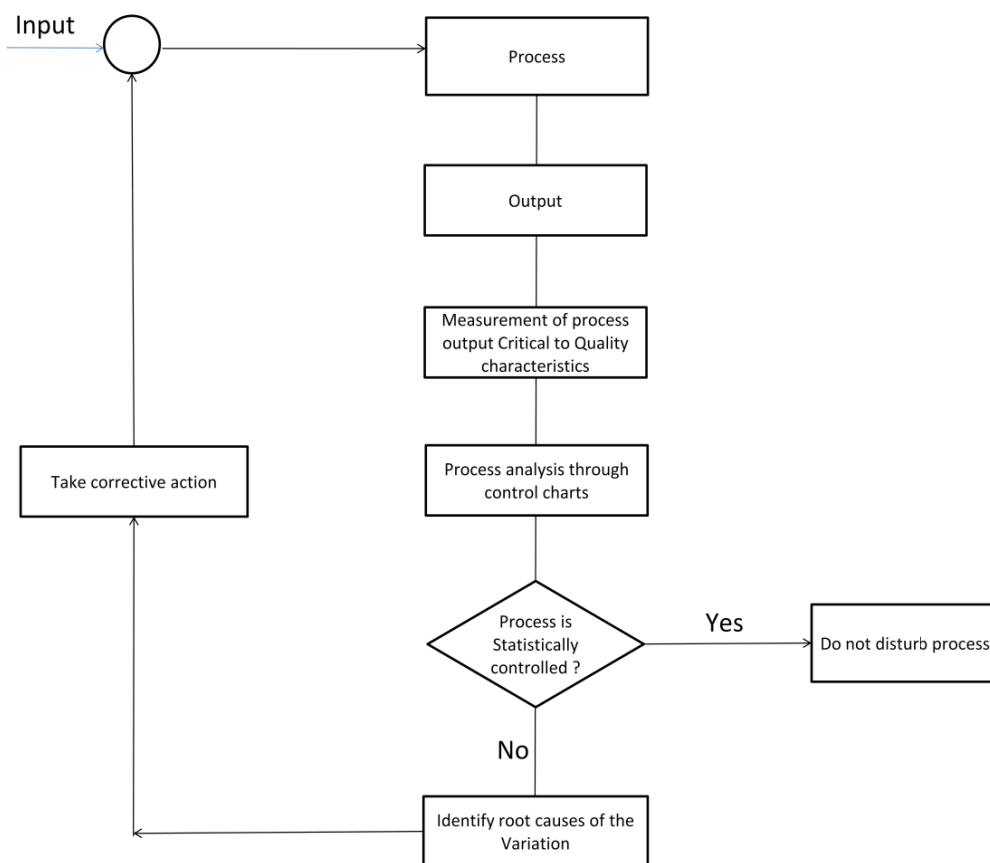 Input
Process
Output
Measurement of process
output Critical to Quality
characteristics
Process analysis through
control charts
Take corrective action
Process is
Statistically
controlled ?
Yes
Do not disturb process
No
Identify root causes of the
Variation